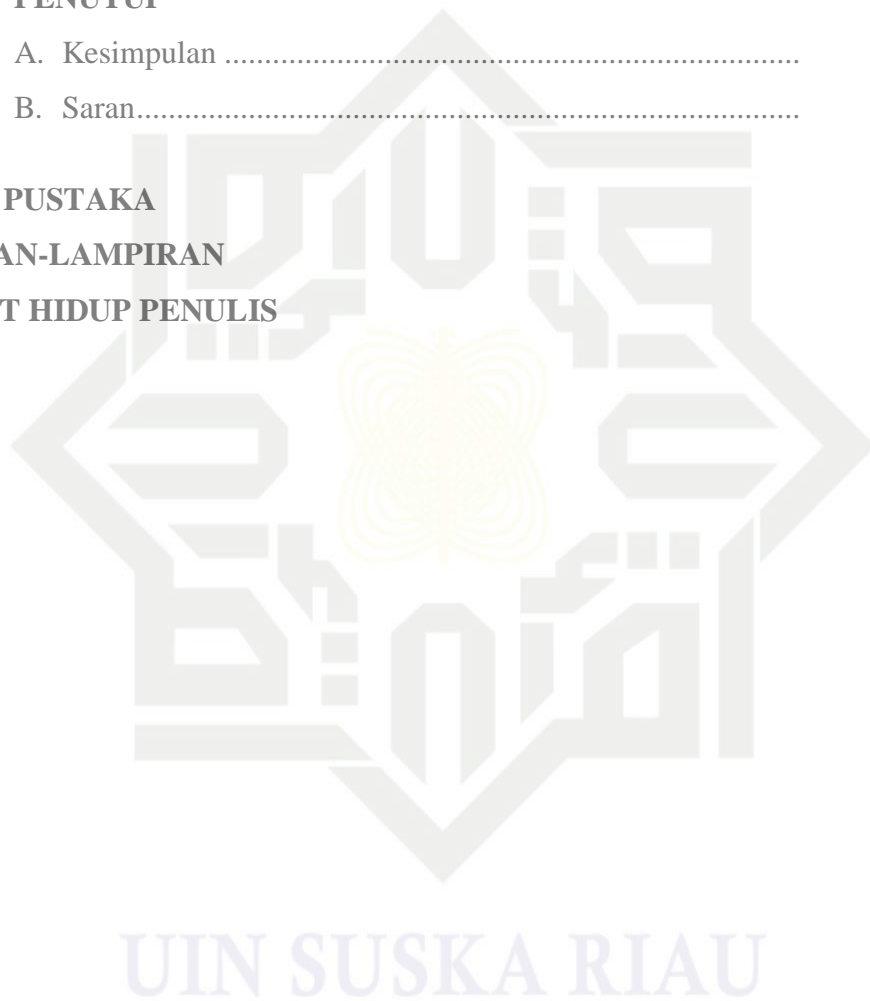 PENUTUP
A. Kesimpulan ........................................................................
B. Saran...................................................................................
PUSTAKA
AN-LAMPIRAN
T HIDUP PENULIS
UIN SUSKA RIAU